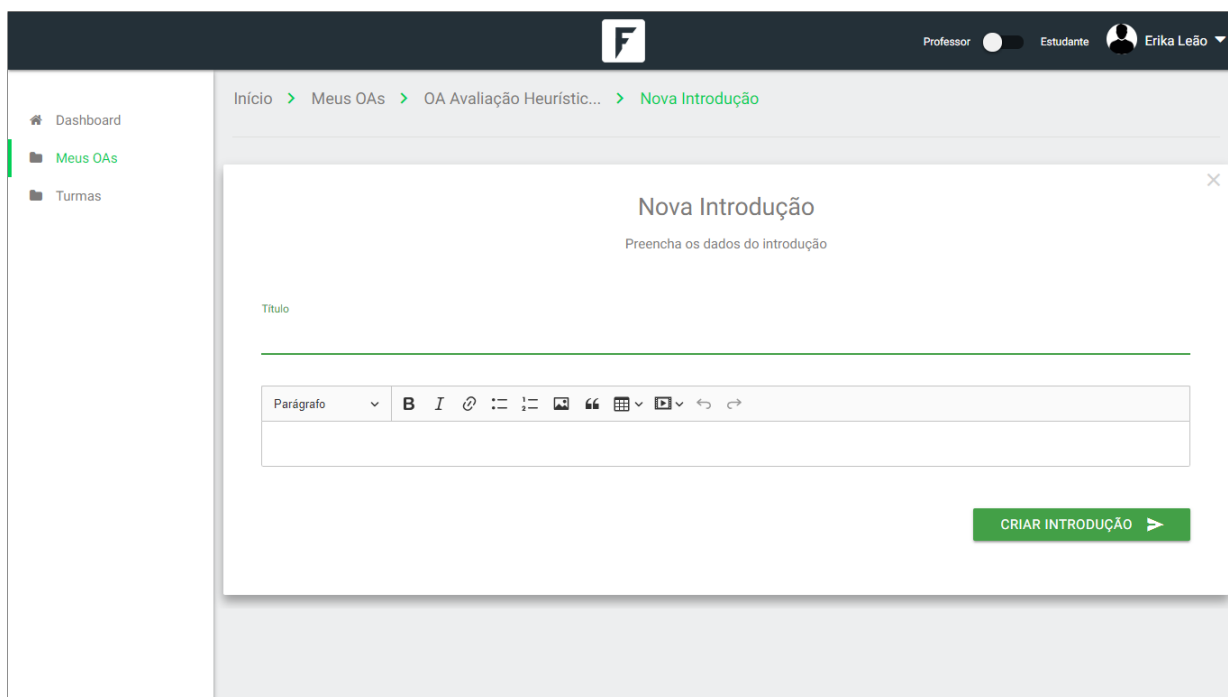 Professor Estudante Erika Leão
Início > Meus OAs > OA Avaliação Heurístic... > Nova Introdução
Dashboard
Meus OAs
Turmas
Nova Introdução
Preencha os dados do introdução
Título
Parágrafo
CRIAR INTRODUÇÃO